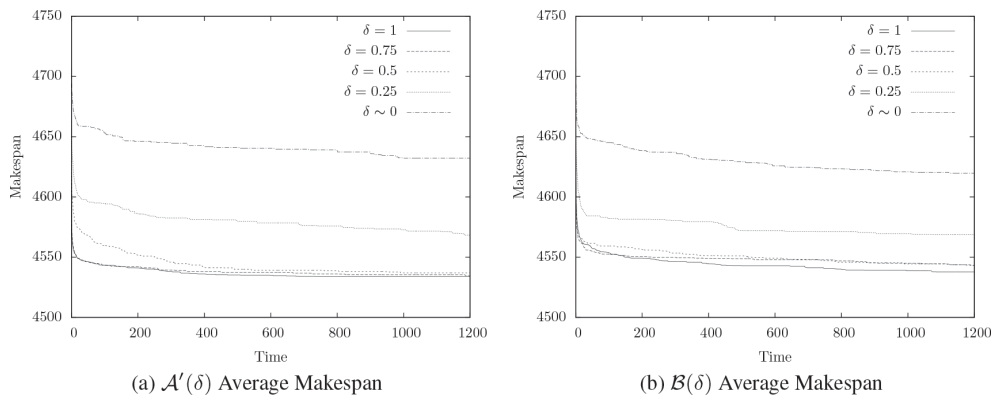 4750
4700
4650
4600
4550
4500
Makespan
δ = 1
δ = 0.75
δ = 0.5
δ = 0.25
δ ∼ 0
0 200 400 600 800 1000 1200
Time
(a) 𝒜′(δ) Average Makespan
4750
4700
4650
4600
4550
4500
Makespan
δ = 1
δ = 0.75
δ = 0.5
δ = 0.25
δ ∼ 0
0 200 400 600 800 1000 1200
Time
(b) ℬ(δ) Average Makespan